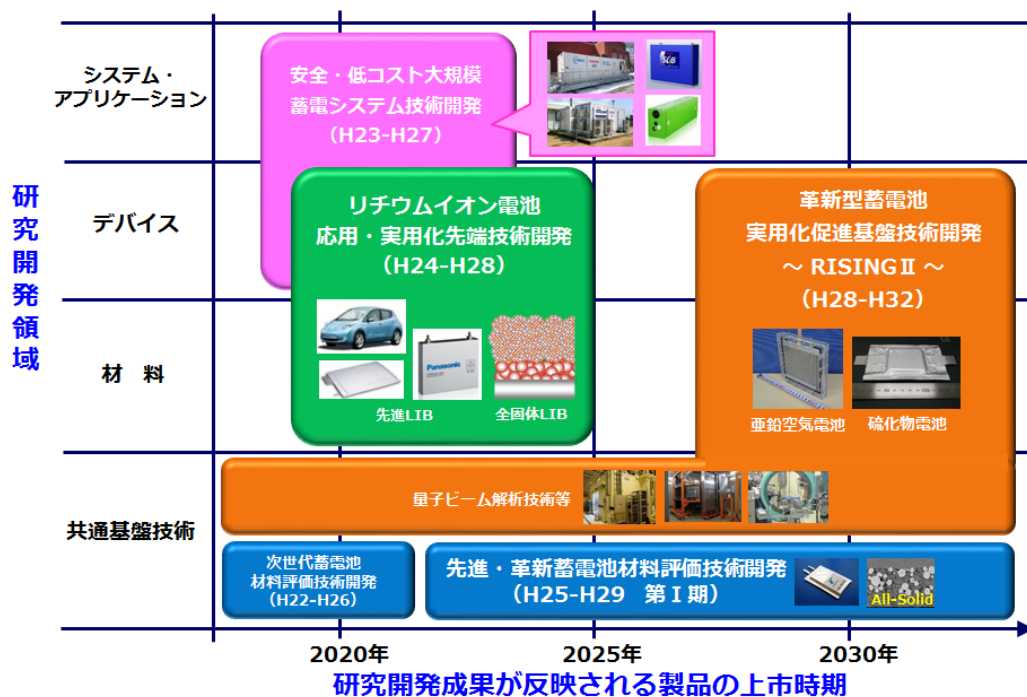 システム・
アプリケーション
デバイス
材　料
共通基盤技術
研究開発領域
安全・低コスト大規模
蓄電システム技術開発
（H23-H27）
リチウムイオン電池
応用・実用化先端技術開発
（H24-H28）
Panasonic
先進LIB
全固体LIB
革新型蓄電池
実用化促進基盤技術開発
～ RISINGⅡ ～
（H28-H32）
亜鉛空気電池
硫化物電池
量子ビーム解析技術等
次世代蓄電池
材料評価技術開発
（H22-H26）
先進・革新蓄電池材料評価技術開発
（H25-H29　第Ⅰ期）
All-Solid
2020年
2025年
2030年
研究開発成果が反映される製品の上市時期